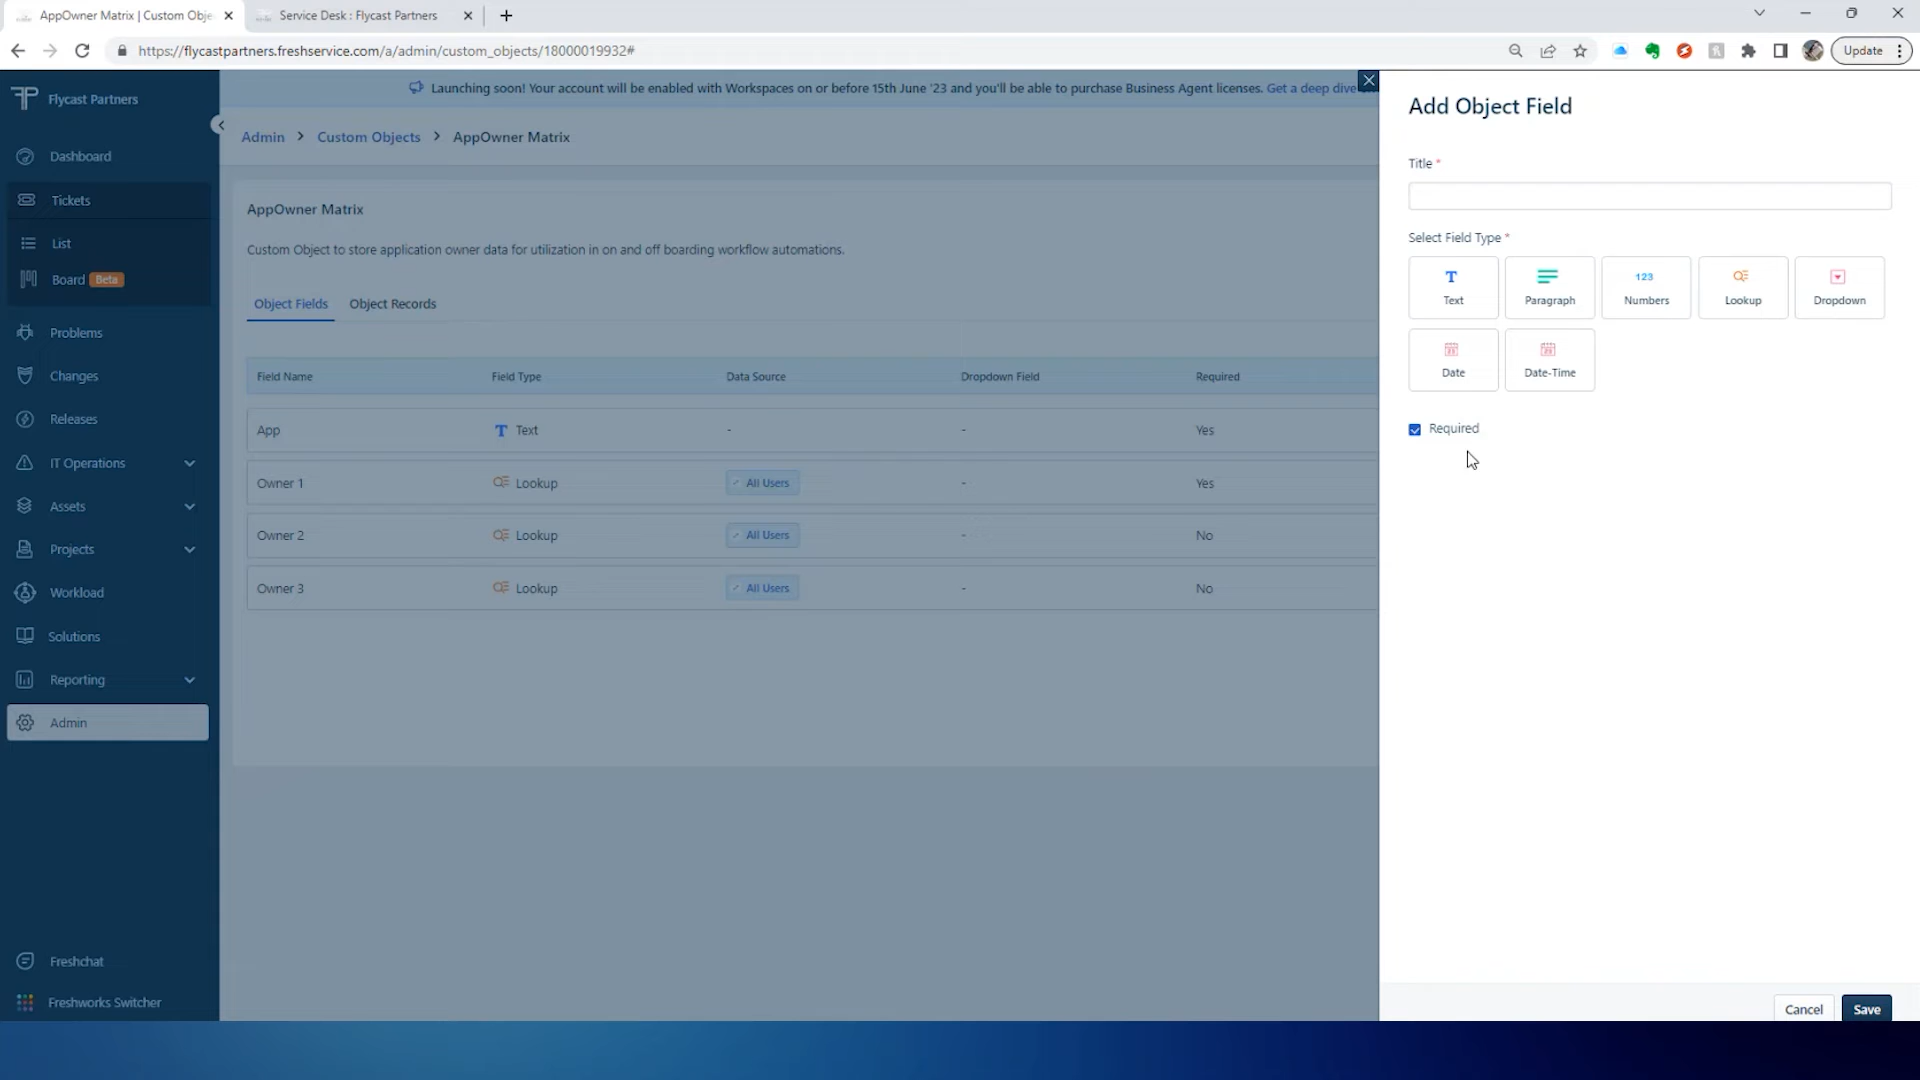 AppOwner Matrix | Custom Obje
Service Desk : Flycast Partners
https://flycastpartners.freshservice.com/a/admin/custom_objects/18000019932#
Update
Flycast Partners
Dashboard
Tickets
List
Board Beta
Problems
Changes
Releases
IT Operations
Assets
Projects
Workload
Solutions
Reporting
Admin
Freshchat
Freshworks Switcher
Launching soon! Your account will be enabled with Workspaces on or before 15th June '23 and you'll be able to purchase Business Agent licenses. Get a deep dive
Admin > Custom Objects > AppOwner Matrix
AppOwner Matrix
Custom Object to store application owner data for utilization in on and off boarding workflow automations.
Object Fields Object Records
Field Name Field Type Data Source Dropdown Field Required
App T Text - - Yes
Owner 1 Lookup All Users - Yes
Owner 2 Lookup All Users - No
Owner 3 Lookup All Users - No
Add Object Field
Title *
Select Field Type *
T 123
Text Paragraph Numbers Lookup Dropdown
Date Date-Time
Required
Cancel Save